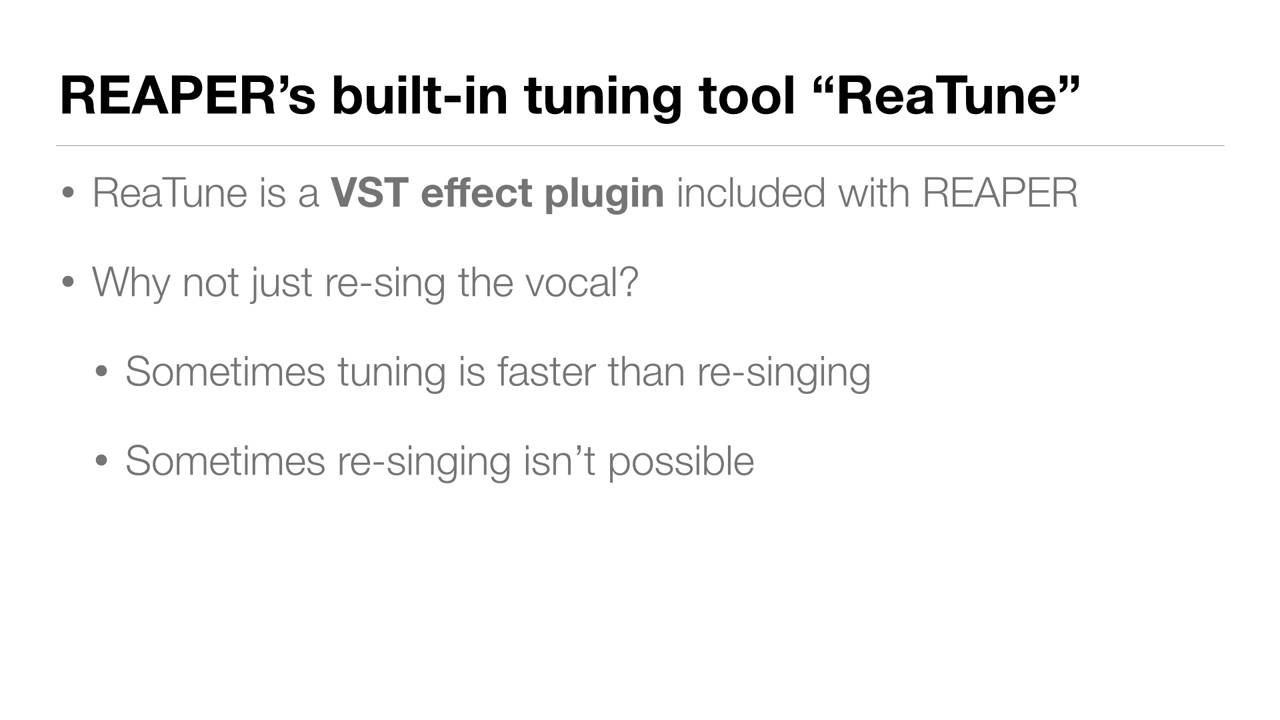 REAPER’s built-in tuning tool “ReaTune”
• ReaTune is a VST effect plugin included with REAPER
• Why not just re-sing the vocal?
• Sometimes tuning is faster than re-singing
• Sometimes re-singing isn’t possible